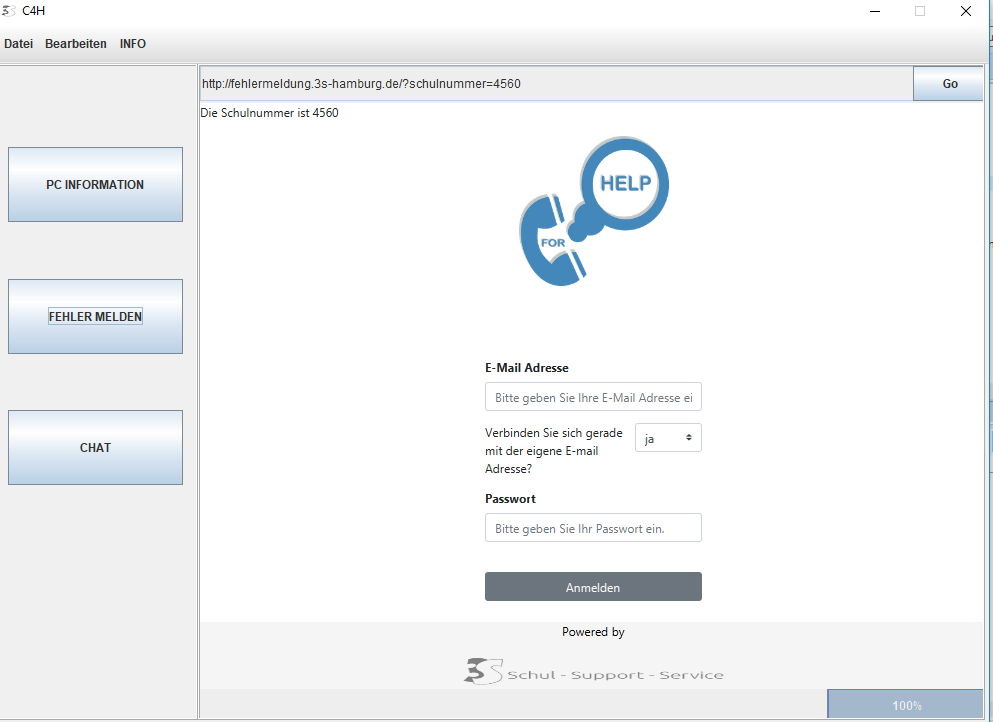 C4H
Datei Bearbeiten INFO
http://fehlermeldung.3s-hamburg.de/?schulnummer=4560
Go
Die Schulnummer ist 4560
PC INFORMATION
FEHLER MELDEN
CHAT
HELP
FOR
E-Mail Adresse
Bitte geben Sie Ihre E-Mail Adresse ei
Verbinden Sie sich gerade
mit der eigene E-mail
Adresse?
ja
Passwort
Bitte geben Sie Ihr Passwort ein.
Anmelden
Powered by
3S Schul - Support - Service
100%